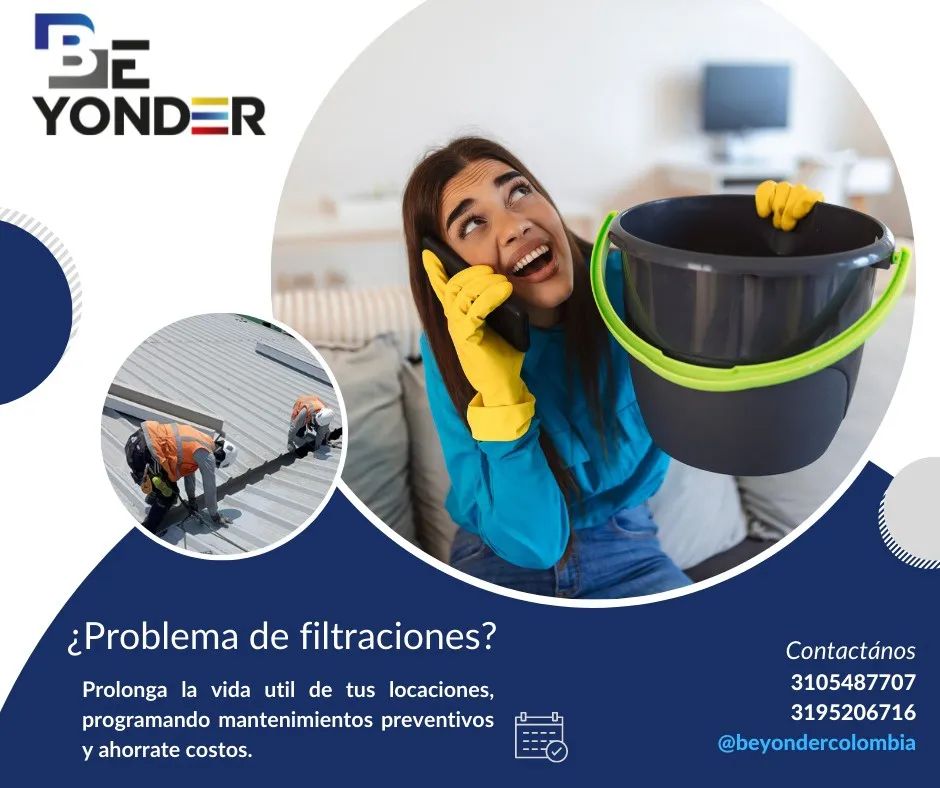 BE
YONDER
¿Problema de filtraciones?
Prolonga la vida util de tus locaciones,
programando mantenimientos preventivos
y ahorrate costos.
Contactános
3105487707
3195206716
@beyondercolombia